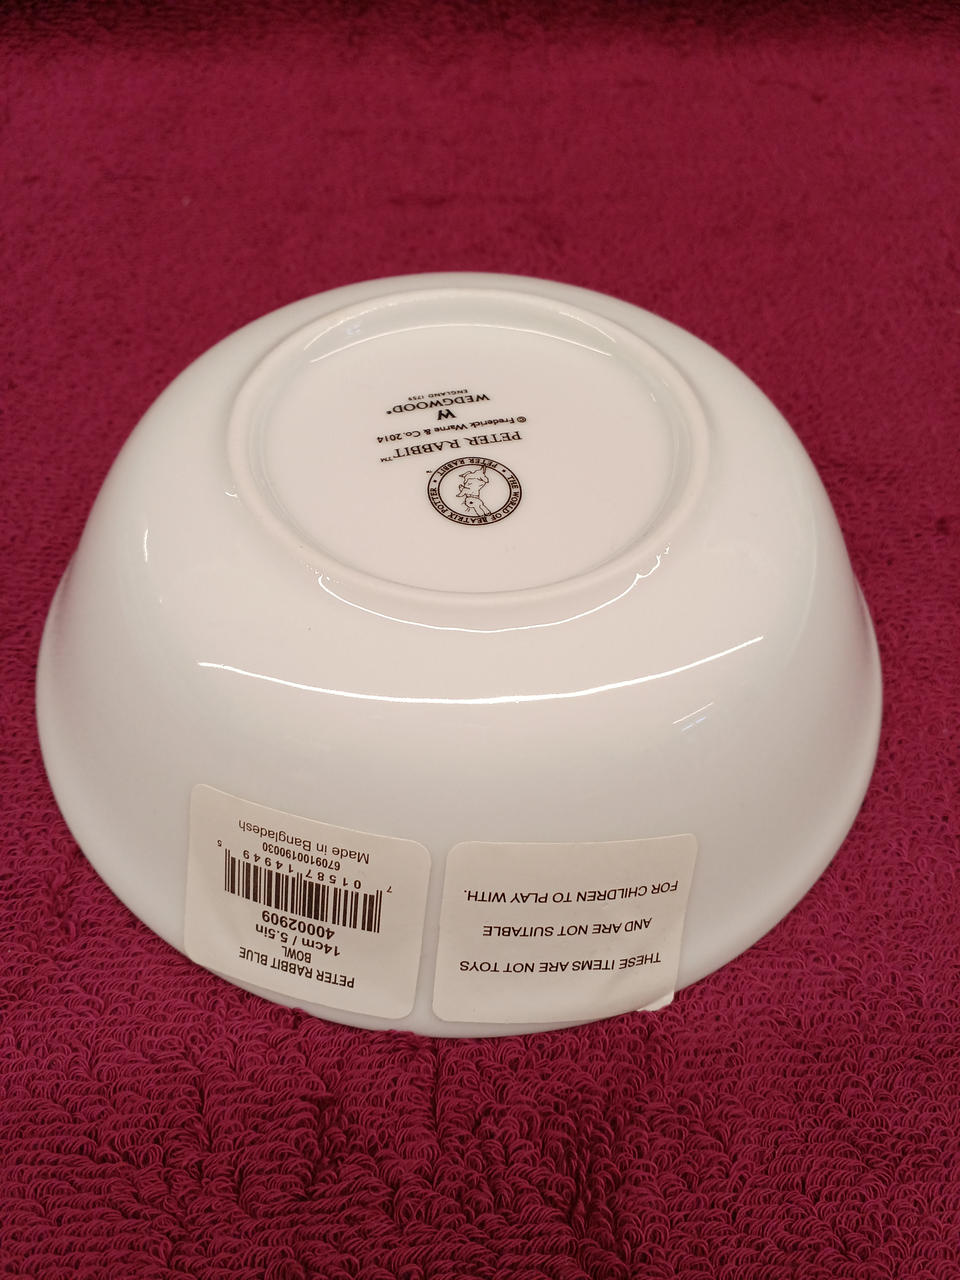 THE WORLD OF BEATRIX POTTER • PETER RABBIT •
™
PETER RABBIT™
© Frederick Warne & Co. 2014
W
WEDGWOOD®
ENGLAND 1759
THESE ITEMS ARE NOT TOYS
AND ARE NOT SUITABLE
FOR CHILDREN TO PLAY WITH.
PETER RABBIT BLUE
BOWL
14cm / 5.5in
40002909
7 01587 14949 5
6709100190030
Made in Bangladesh